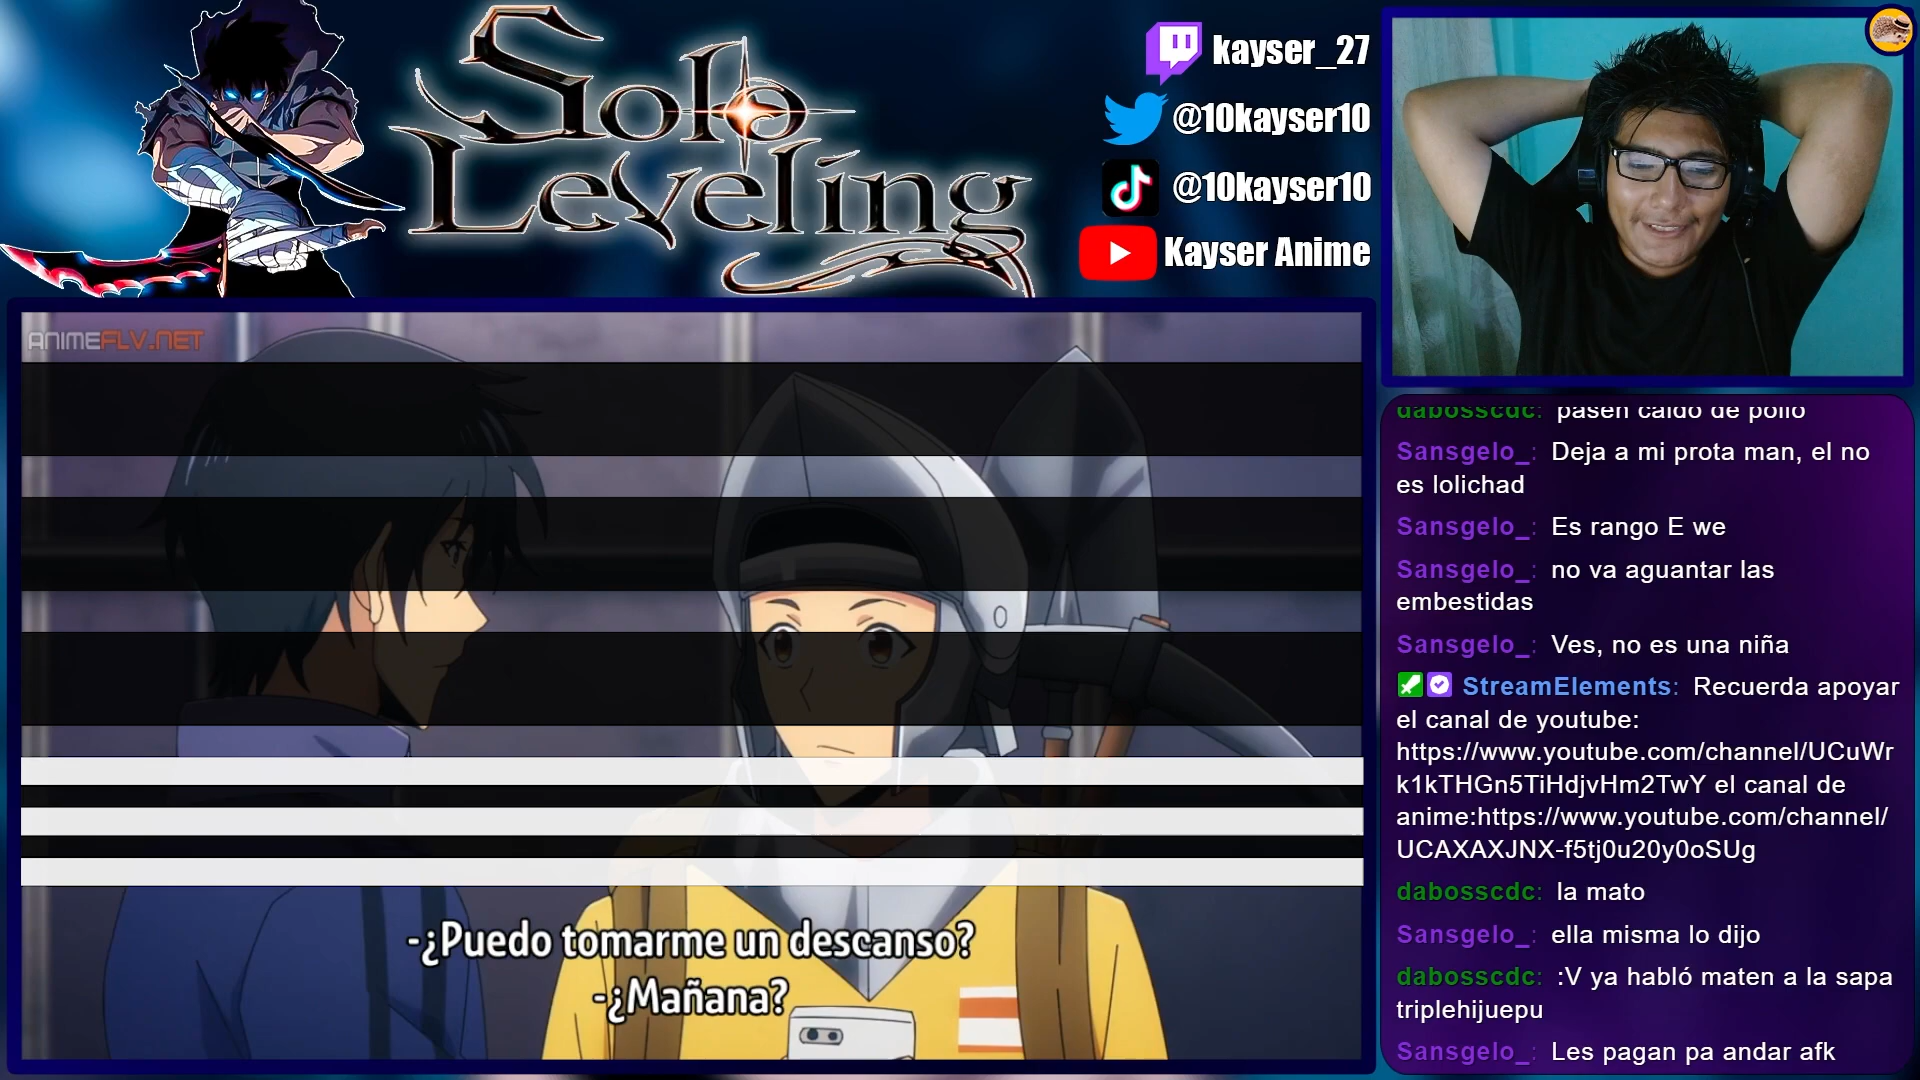 Solo
Leveling
kayser_27
@10kayser10
@10kayser10
Kayser Anime
ANIMEFLV.NET
-¿Puedo tomarme un descanso?
-¿Mañana?
dabosscdc: pasen caldo de pollo
Sansgelo_: Deja a mi prota man, el no
es lolichad
Sansgelo_: Es rango E we
Sansgelo_: no va aguantar las
embestidas
Sansgelo_: Ves, no es una niña
StreamElements: Recuerda apoyar
el canal de youtube:
https://www.youtube.com/channel/UCuWr
k1kTHGn5TiHdjvHm2TwY el canal de
anime:https://www.youtube.com/channel/
UCAXAXJNX-f5tj0u20y0oSUg
dabosscdc: la mato
Sansgelo_: ella misma lo dijo
dabosscdc: :V ya habló maten a la sapa
triplehijuepu
Sansgelo_: Les pagan pa andar afk